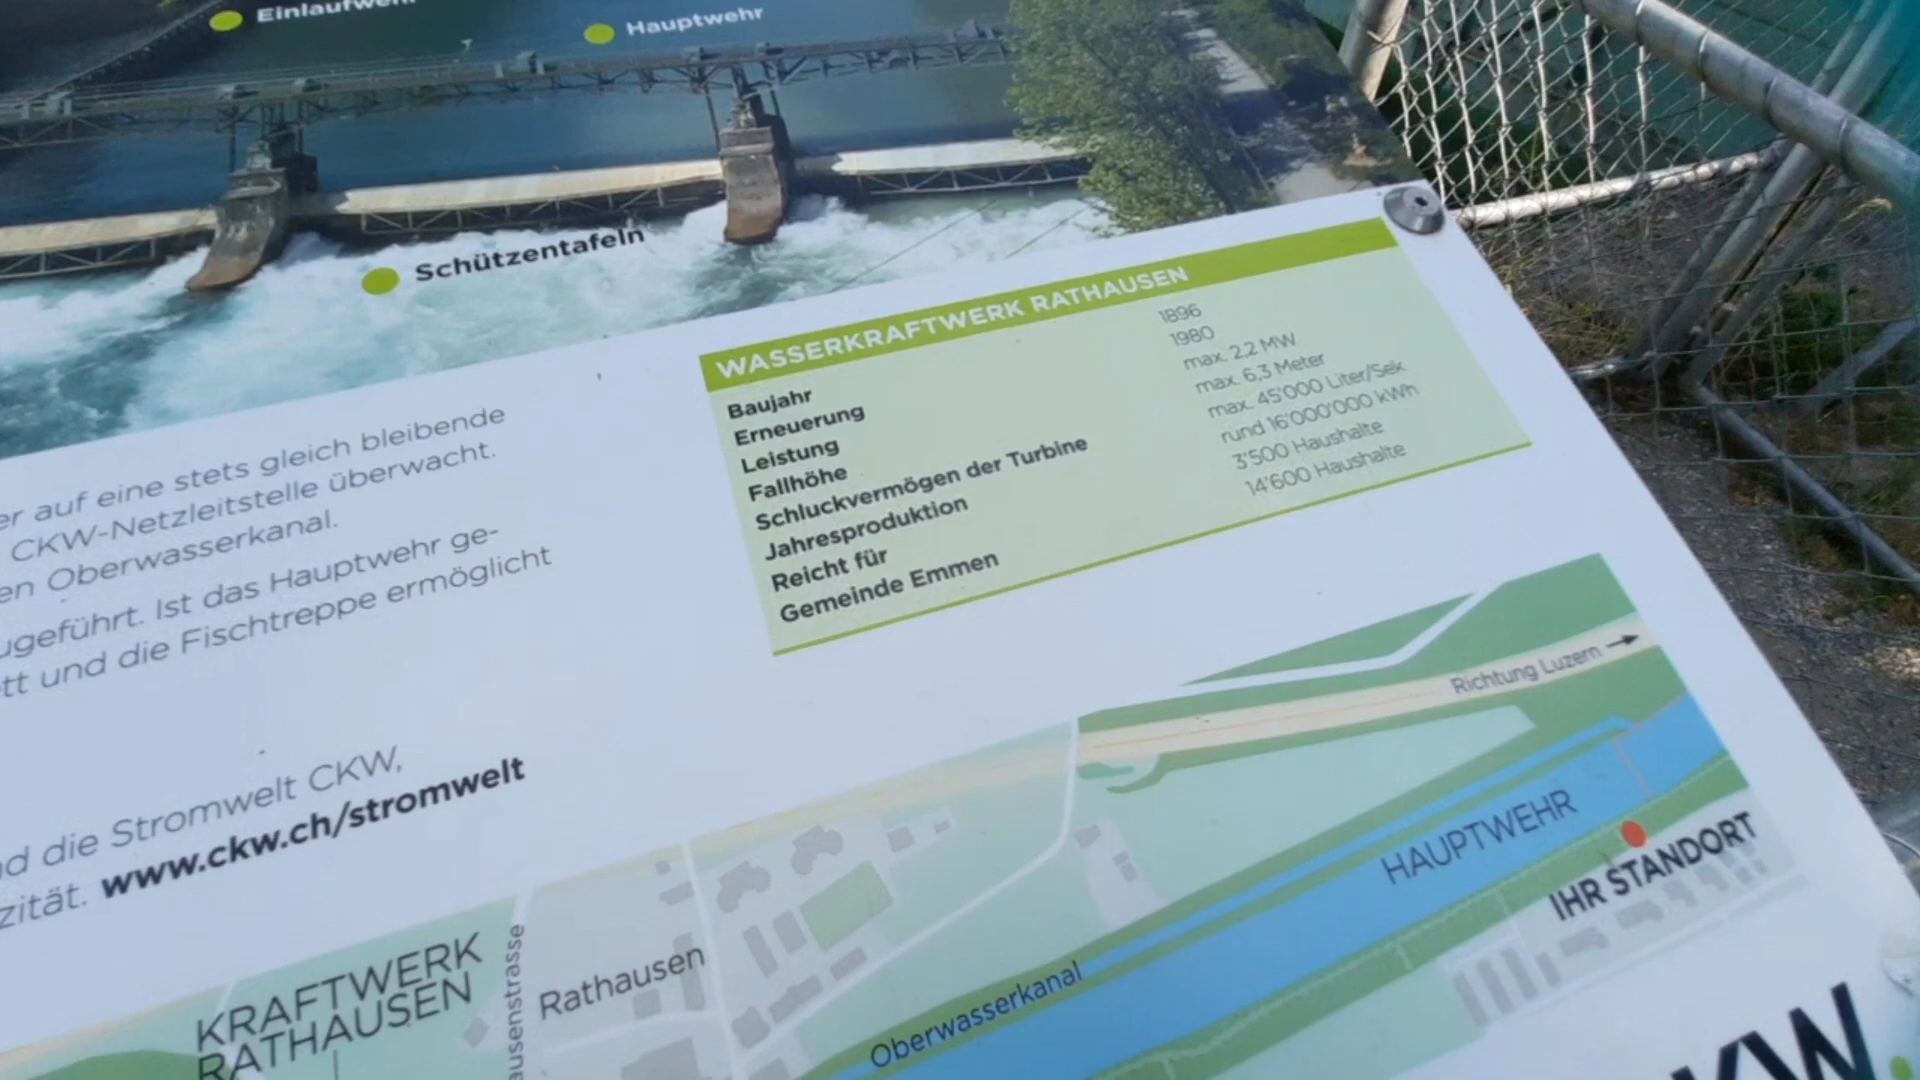 Einlaufwehr
Hauptwehr
Schützentafeln
er auf eine stets gleich bleibende
CKW-Netzleitstelle überwacht.
en Oberwasserkanal.
ugeführt. Ist das Hauptwehr ge-
tt und die Fischtreppe ermöglicht
nd die Stromwelt CKW,
zität. www.ckw.ch/stromwelt
WASSERKRAFTWERK RATHAUSEN
Baujahr 1896
Erneuerung 1980
Leistung max. 2,2 MW
Fallhöhe max. 6,3 Meter
Schluckvermögen der Turbine max. 45'000 Liter/Sek
Jahresproduktion rund 16'000'000 kWh
Reicht für 3'500 Haushalte
Gemeinde Emmen 14'600 Haushalte
Richtung Luzern
HAUPTWEHR
IHR STANDORT
KRAFTWERK
RATHAUSEN
ausenstrasse
Rathausen
Oberwasserkanal
KW.